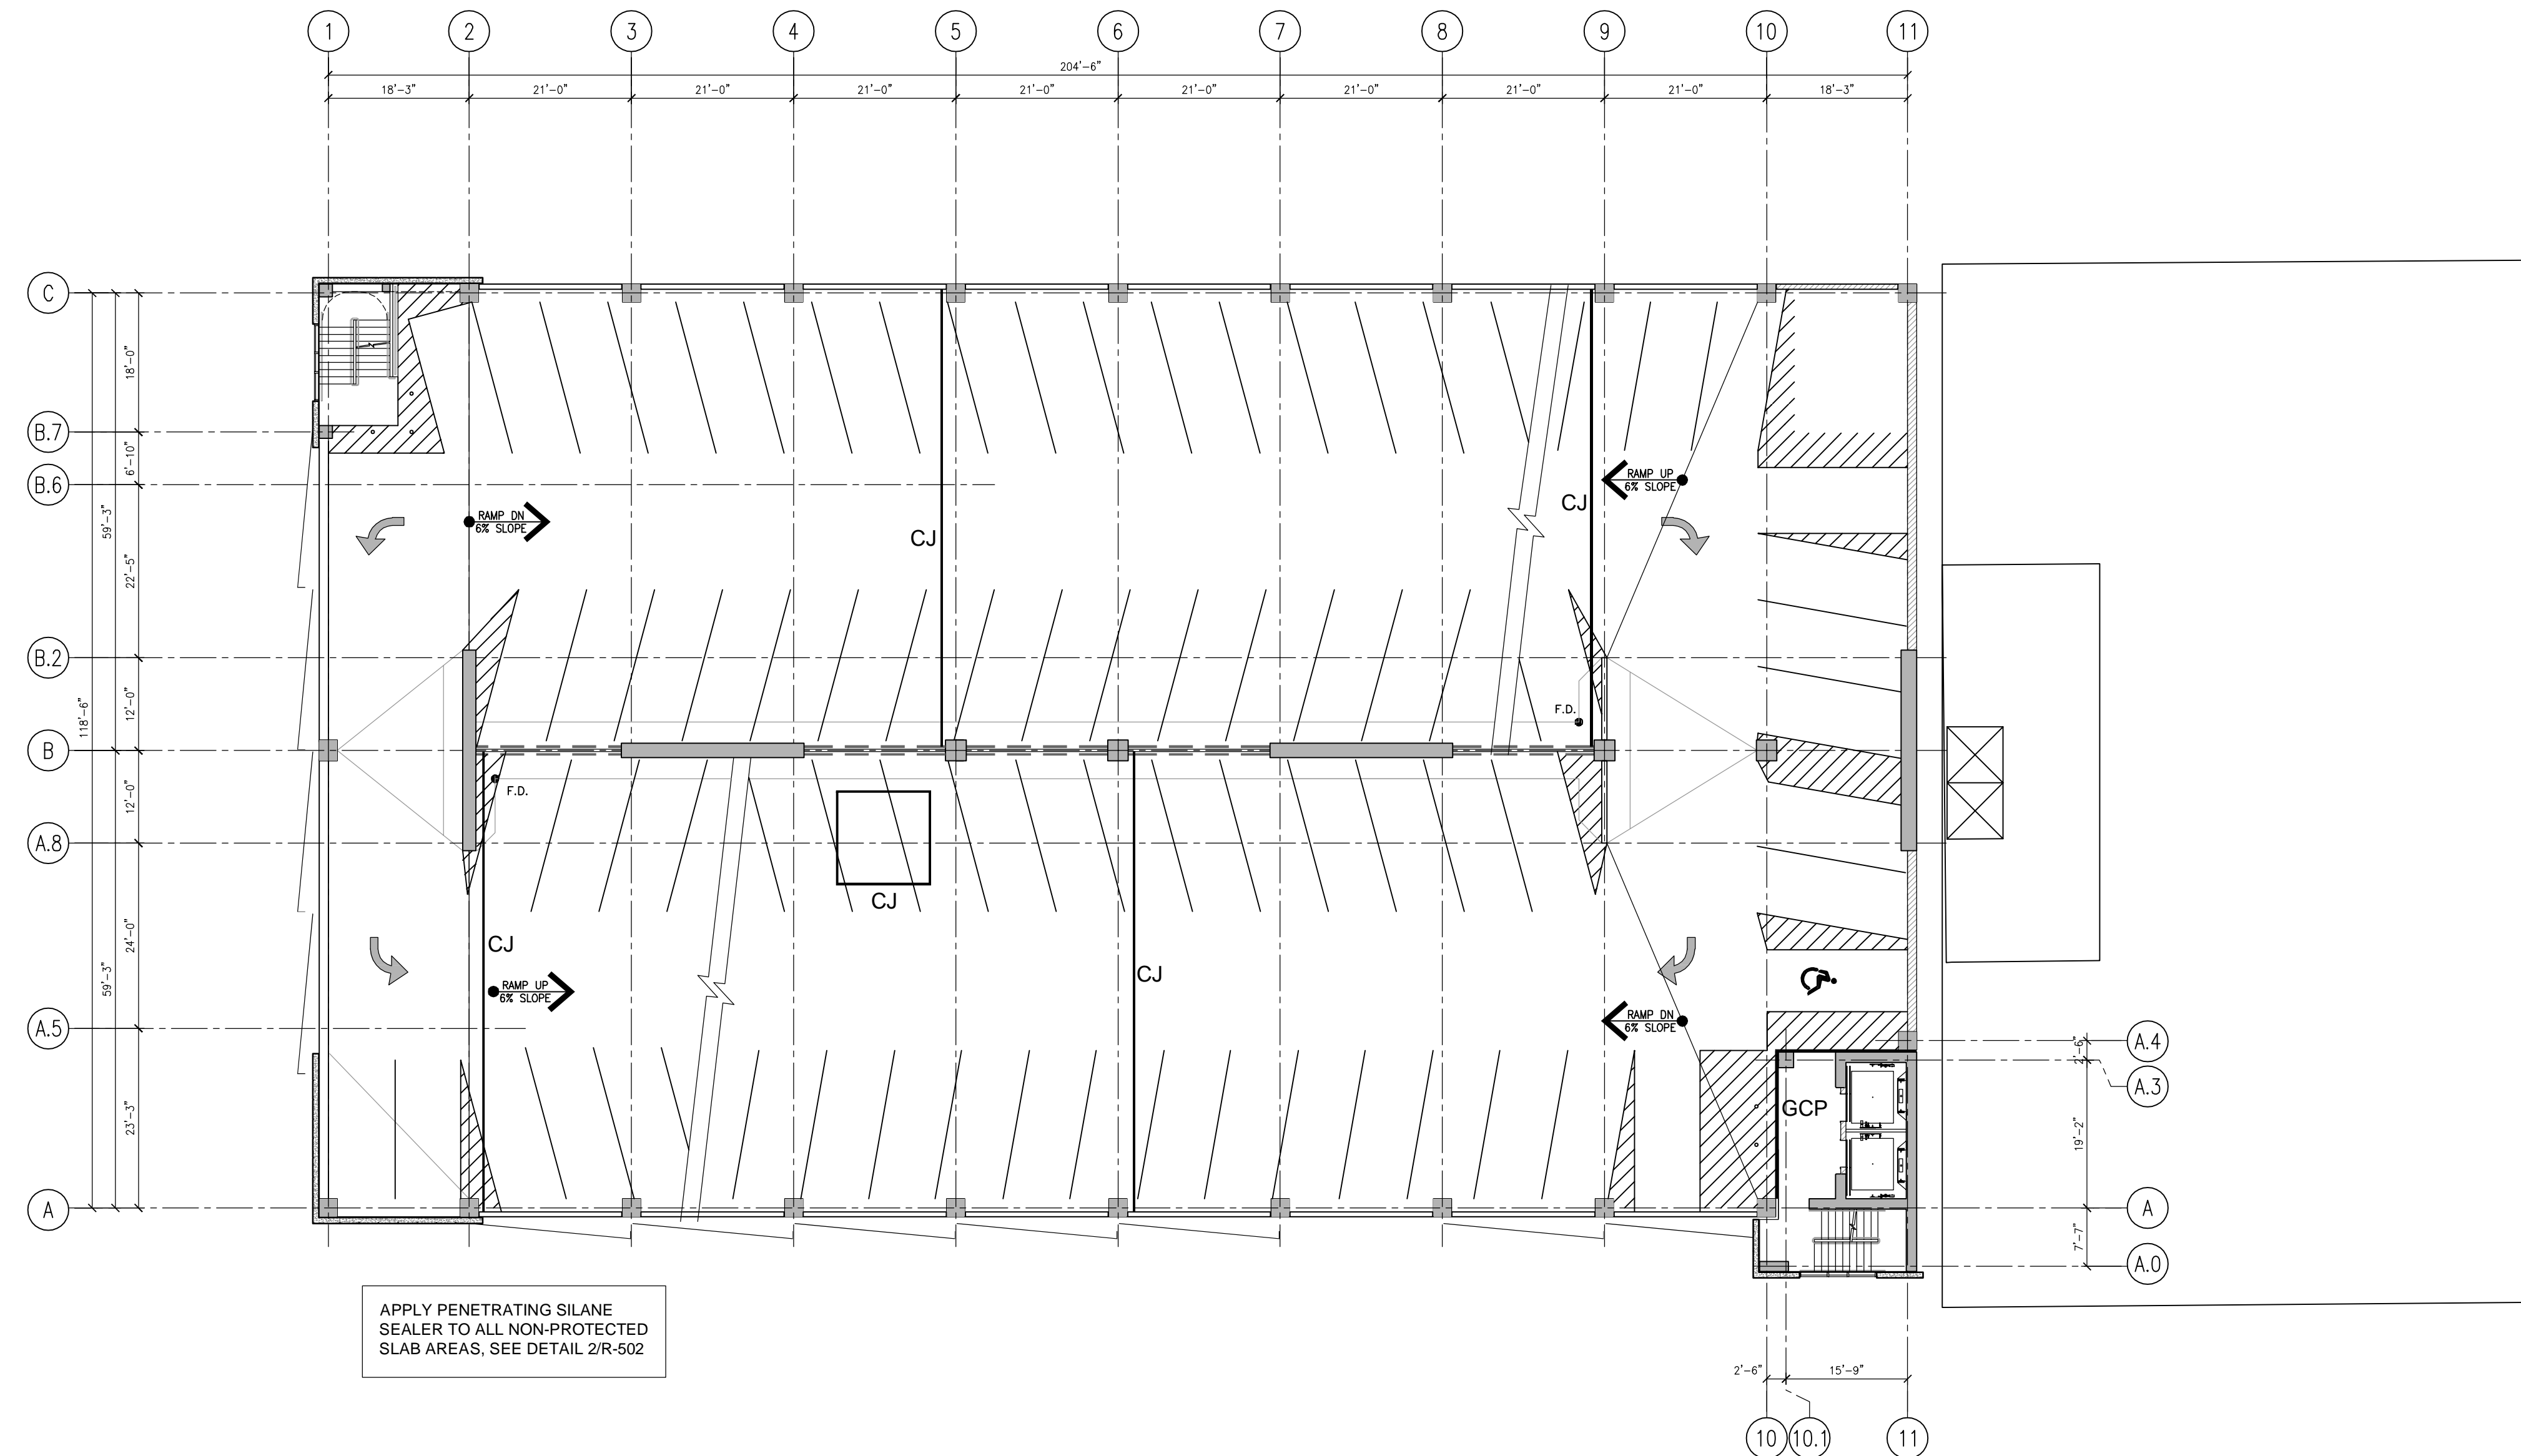 1 2 3 4 5 6 7 8 9 10 11
204'-6"
18'-3" 21'-0" 21'-0" 21'-0" 21'-0" 21'-0" 21'-0" 21'-0" 21'-0" 18'-3"
C
18'-0"
B.7
6'-10"
B.6
RAMP UP
6% SLOPE
CJ
59'-3"
RAMP DN
6% SLOPE
CJ
22'-5"
B.2
12'-0"
118'-6"
F.D.
B
F.D.
12'-0"
A.8
CJ
24'-0"
CJ
59'-3"
CJ
RAMP UP
6% SLOPE
A.5
RAMP DN
6% SLOPE
2'-6"
A.4
A.3
GCP
23'-3"
19'-2"
A
A
7'-7"
A.0
APPLY PENETRATING SILANE
SEALER TO ALL NON-PROTECTED
SLAB AREAS, SEE DETAIL 2/R-502
2'-6" 15'-9"
10 10.1 11